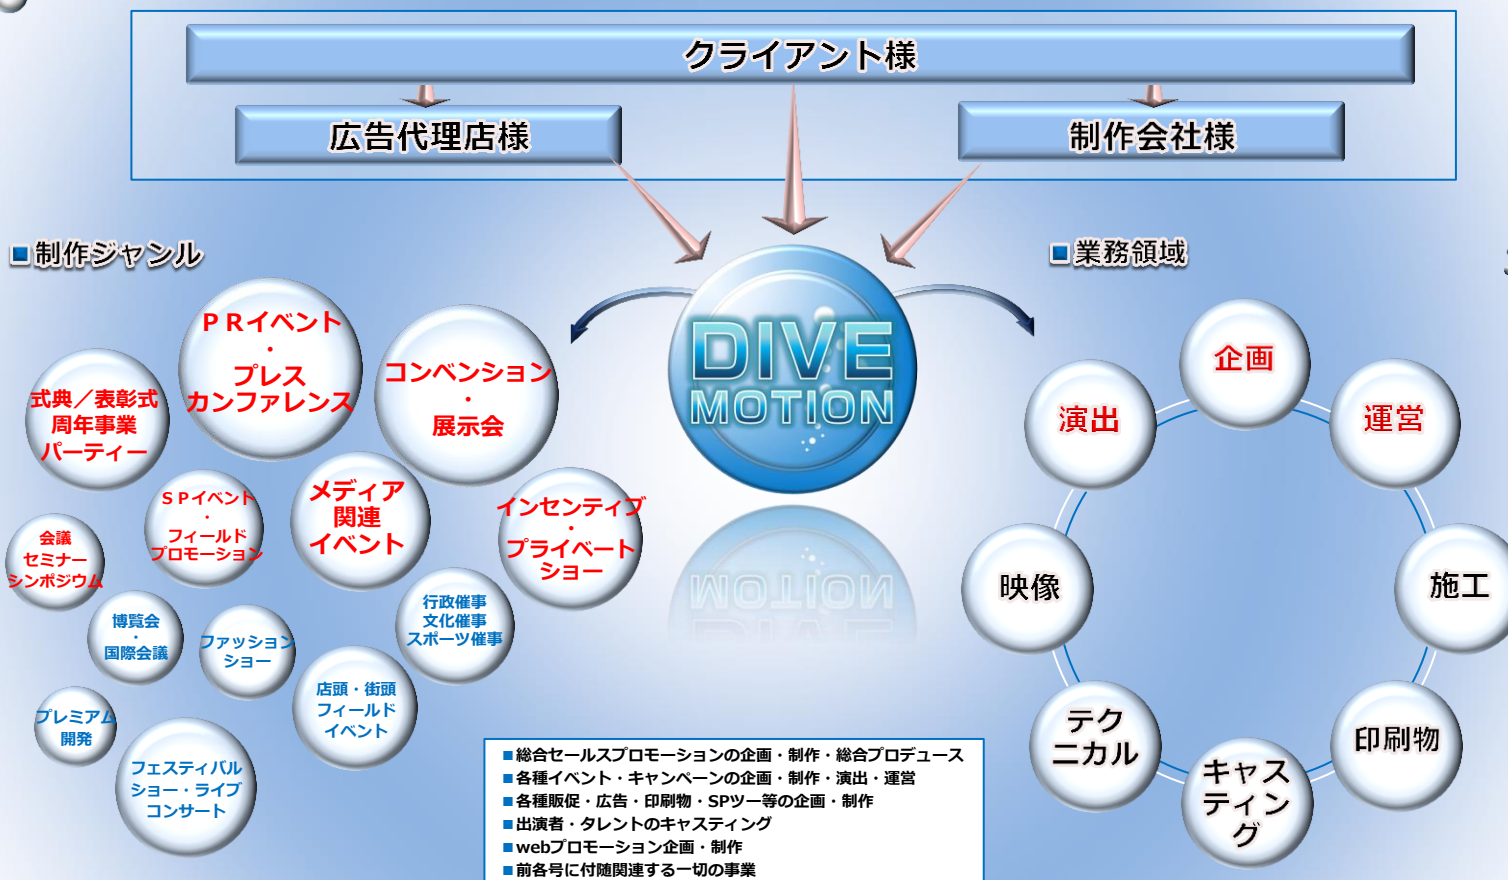 クライアント様
広告代理店様
制作会社様
■制作ジャンル
ＰＲイベント
・
プレス
カンファレンス
コンベンション
・
展示会
式典／表彰式
周年事業
パーティー
ＳＰイベント
・
フィールド
プロモーション
メディア
関連
イベント
インセンティブ
・
プライベート
ショー
会議
セミナー
シンポジウム
博覧会
・
国際会議
ファッション
ショー
行政催事
文化催事
スポーツ催事
プレミアム
開発
店頭・街頭
フィールド
イベント
フェスティバル
ショー・ライブ
コンサート
DIVE
MOTION
■業務領域
企画
演出
運営
映像
施工
テク
ニカル
印刷物
キャス
ティン
グ
■総合セールスプロモーションの企画・制作・総合プロデュース
■各種イベント・キャンペーンの企画・制作・演出・運営
■各種販促・広告・印刷物・SPツー等の企画・制作
■出演者・タレントのキャスティング
■webプロモーション企画・制作
■前各号に付随関連する一切の事業